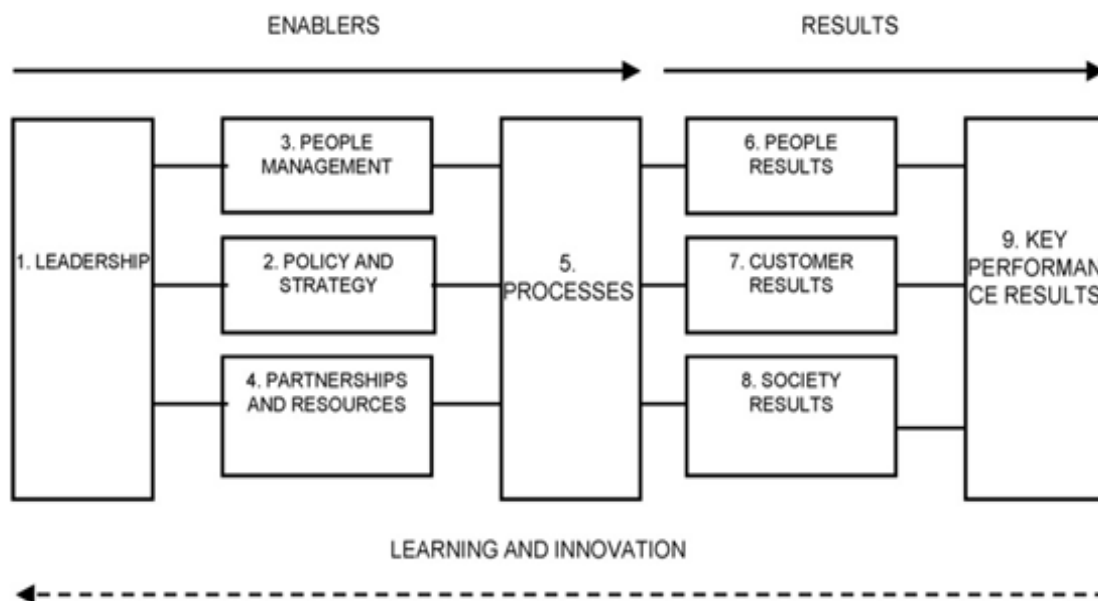 ENABLERS
RESULTS
1. LEADERSHIP
3. PEOPLE
MANAGEMENT
2. POLICY AND
STRATEGY
4. PARTNERSHIPS
AND RESOURCES
5.
PROCESSES
6. PEOPLE
RESULTS
7. CUSTOMER
RESULTS
8. SOCIETY
RESULTS
9. KEY
PERFORMAN
CE RESULTS
LEARNING AND INNOVATION